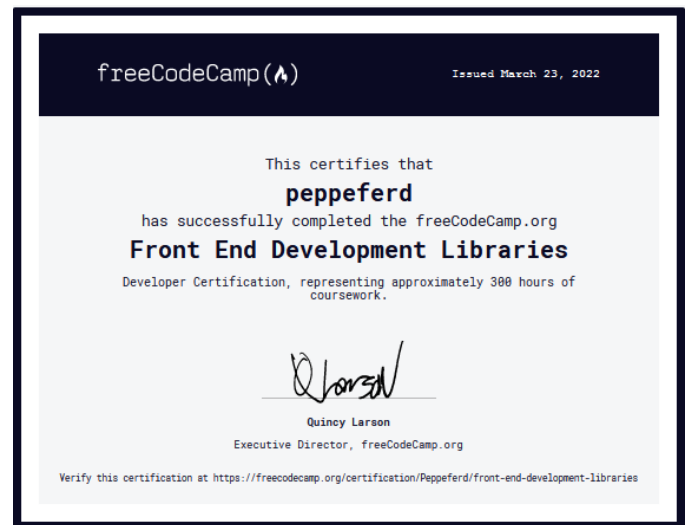 freeCodeCamp(🔥)
Issued March 23, 2022
This certifies that
peppeferd
has successfully completed the freeCodeCamp.org
Front End Development Libraries
Developer Certification, representing approximately 300 hours of
coursework.
Q Larson
Quincy Larson
Executive Director, freeCodeCamp.org
Verify this certification at https://freecodecamp.org/certification/Peppeferd/front-end-development-libraries